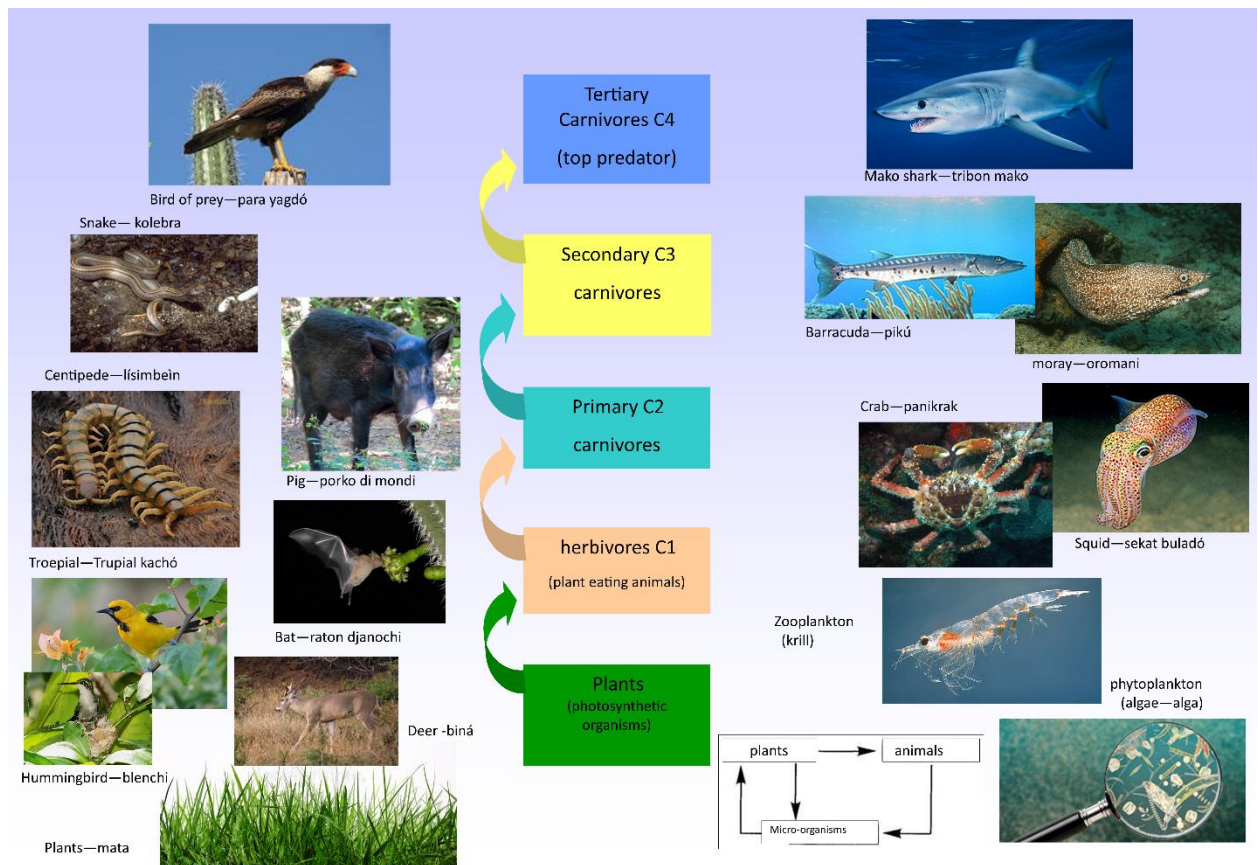 Tertiary
Carnivores C4
(top predator)
Mako shark—tribon mako
Bird of prey—para yagdó
Snake— kolebra
Secondary C3
carnivores
Barracuda—pikú
moray—oromani
Centipede—lísimbeìn
Primary C2
carnivores
Crab—panikrak
Pig—porko di mondi
Squid—sekat buladó
Troepial—Trupial kachó
herbivores C1
(plant eating animals)
Bat—raton djanochi
Zooplankton
(krill)
Plants
(photosynthetic
organisms)
phytoplankton
(algae—alga)
Deer -biná
plants
animals
Micro-organisms
Hummingbird—blenchi
Plants—mata